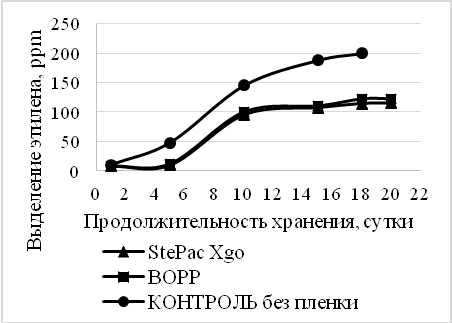 Выделение этилена, ppm
250
200
150
100
50
0
0 2 4 6 8 10 12 14 16 18 20 22
Продолжительность хранения, сутки
StePac Xgo
BOPP
КОНТРОЛЬ без пленки